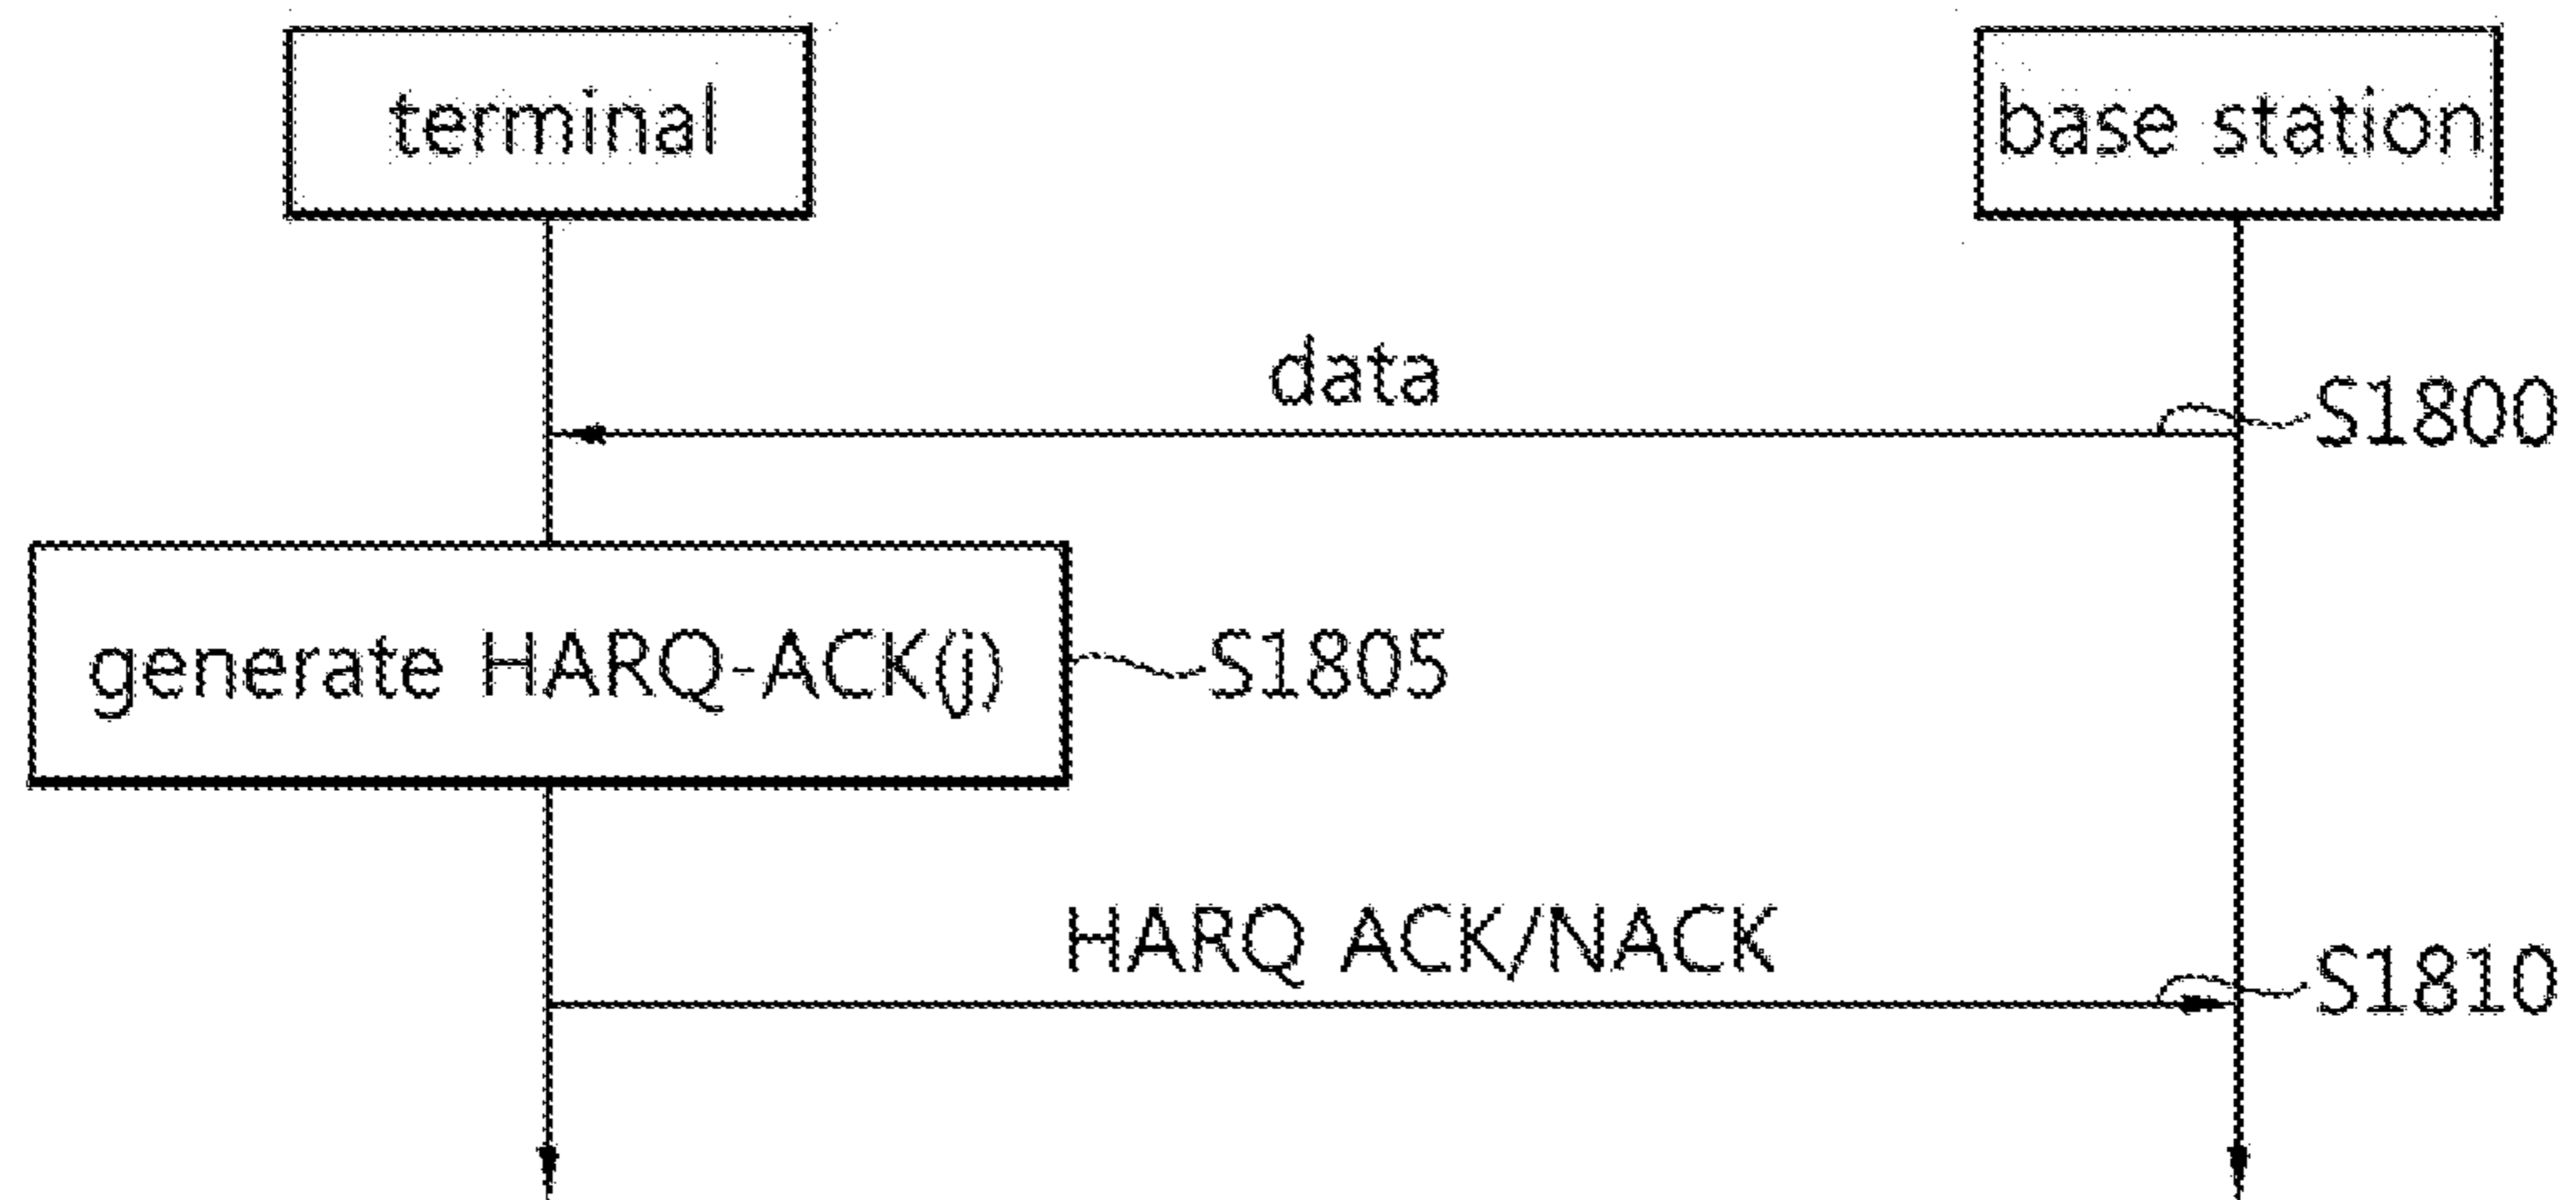 terminal
base station
data
S1800
generate HARQ-ACK(j)
S1805
HARQ ACK/NACK
S1810